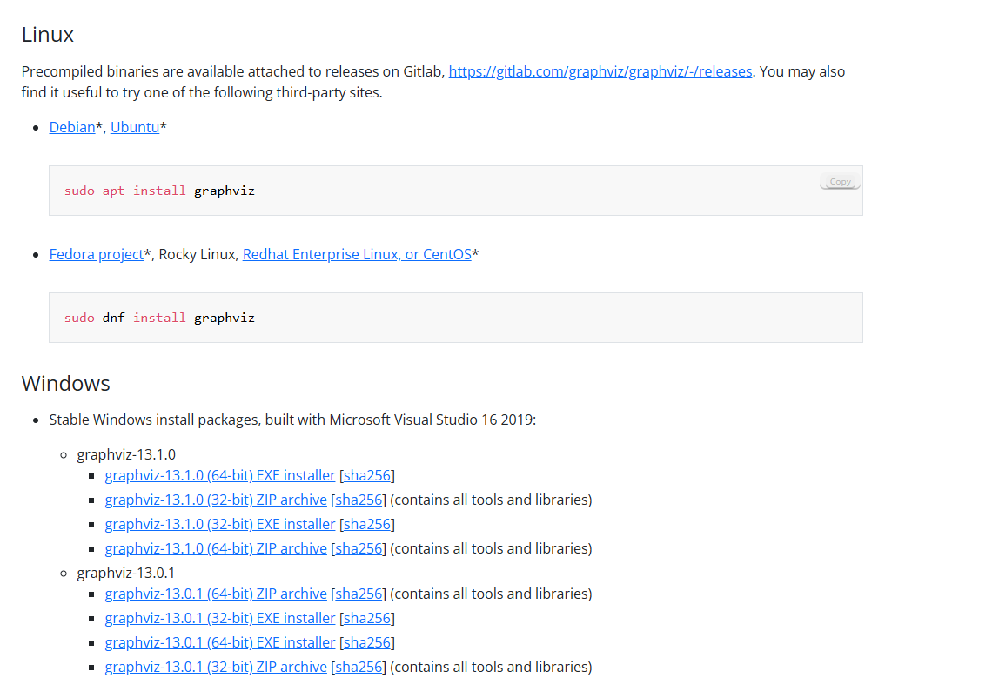 Linux
Precompiled binaries are available attached to releases on Gitlab, https://gitlab.com/graphviz/graphviz/-/releases. You may also
find it useful to try one of the following third-party sites.
Debian*, Ubuntu*
sudo apt install graphviz
Copy
Fedora project*, Rocky Linux, Redhat Enterprise Linux, or CentOS*
sudo dnf install graphviz
Windows
Stable Windows install packages, built with Microsoft Visual Studio 16 2019:
graphviz-13.1.0
graphviz-13.1.0 (64-bit) EXE installer [sha256]
graphviz-13.1.0 (32-bit) ZIP archive [sha256] (contains all tools and libraries)
graphviz-13.1.0 (32-bit) EXE installer [sha256]
graphviz-13.1.0 (64-bit) ZIP archive [sha256] (contains all tools and libraries)
graphviz-13.0.1
graphviz-13.0.1 (64-bit) ZIP archive [sha256] (contains all tools and libraries)
graphviz-13.0.1 (32-bit) EXE installer [sha256]
graphviz-13.0.1 (64-bit) EXE installer [sha256]
graphviz-13.0.1 (32-bit) ZIP archive [sha256] (contains all tools and libraries)